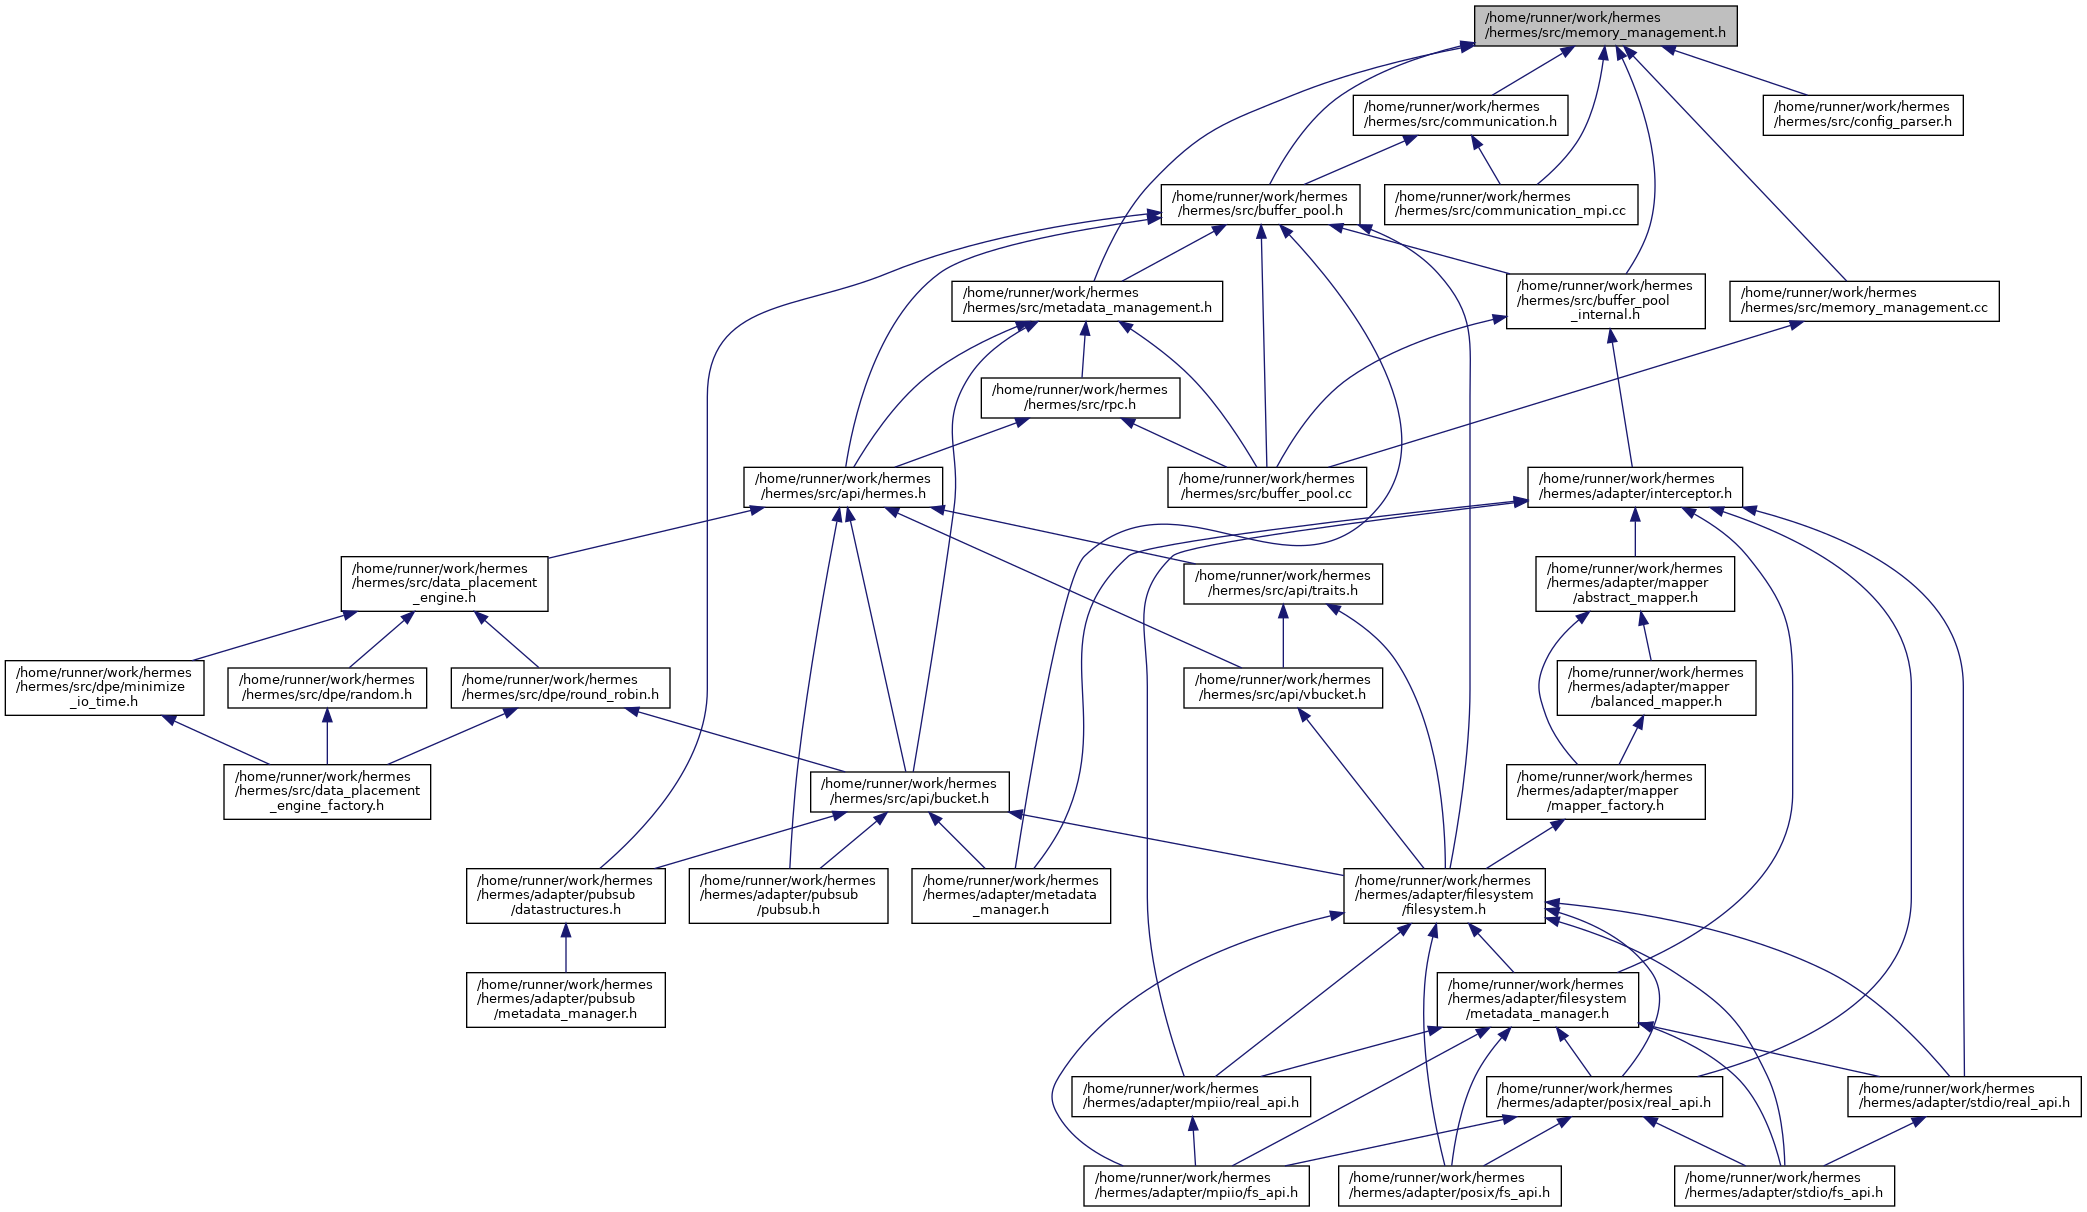 /home/runner/work/hermes
/hermes/src/memory_management.h
/home/runner/work/hermes
/hermes/src/communication.h
/home/runner/work/hermes
/hermes/src/config_parser.h
/home/runner/work/hermes
/hermes/src/buffer_pool.h
/home/runner/work/hermes
/hermes/src/communication_mpi.cc
/home/runner/work/hermes
/hermes/src/metadata_management.h
/home/runner/work/hermes
/hermes/src/buffer_pool
_internal.h
/home/runner/work/hermes
/hermes/src/memory_management.cc
/home/runner/work/hermes
/hermes/src/rpc.h
/home/runner/work/hermes
/hermes/src/api/hermes.h
/home/runner/work/hermes
/hermes/src/buffer_pool.cc
/home/runner/work/hermes
/hermes/adapter/interceptor.h
/home/runner/work/hermes
/hermes/src/data_placement
_engine.h
/home/runner/work/hermes
/hermes/src/api/traits.h
/home/runner/work/hermes
/hermes/adapter/mapper
/abstract_mapper.h
/home/runner/work/hermes
/hermes/src/dpe/minimize
_io_time.h
/home/runner/work/hermes
/hermes/src/dpe/random.h
/home/runner/work/hermes
/hermes/src/dpe/round_robin.h
/home/runner/work/hermes
/hermes/src/api/vbucket.h
/home/runner/work/hermes
/hermes/adapter/mapper
/balanced_mapper.h
/home/runner/work/hermes
/hermes/src/data_placement
_engine_factory.h
/home/runner/work/hermes
/hermes/src/api/bucket.h
/home/runner/work/hermes
/hermes/adapter/mapper
/mapper_factory.h
/home/runner/work/hermes
/hermes/adapter/pubsub
/datastructures.h
/home/runner/work/hermes
/hermes/adapter/pubsub
/pubsub.h
/home/runner/work/hermes
/hermes/adapter/metadata
_manager.h
/home/runner/work/hermes
/hermes/adapter/filesystem
/filesystem.h
/home/runner/work/hermes
/hermes/adapter/pubsub
/metadata_manager.h
/home/runner/work/hermes
/hermes/adapter/filesystem
/metadata_manager.h
/home/runner/work/hermes
/hermes/adapter/mpiio/real_api.h
/home/runner/work/hermes
/hermes/adapter/posix/real_api.h
/home/runner/work/hermes
/hermes/adapter/stdio/real_api.h
/home/runner/work/hermes
/hermes/adapter/mpiio/fs_api.h
/home/runner/work/hermes
/hermes/adapter/posix/fs_api.h
/home/runner/work/hermes
/hermes/adapter/stdio/fs_api.h